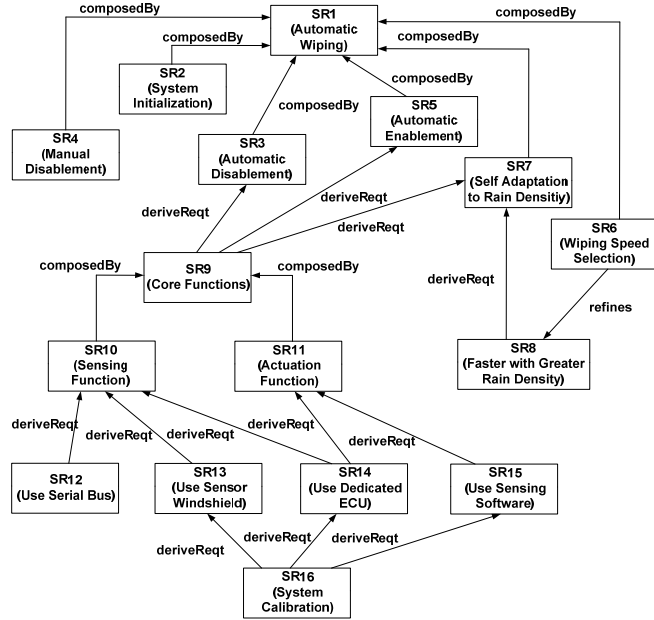 composedBy
SR1
(Automatic
Wiping)
composedBy
composedBy
composedBy
SR2
(System
Initialization)
composedBy
composedBy
SR5
(Automatic
Enablement)
SR4
(Manual
Disablement)
SR3
(Automatic
Disablement)
SR7
(Self Adaptation
to Rain Densitiy)
deriveReqt
deriveReqt
deriveReqt
SR6
(Wiping Speed
Selection)
composedBy
SR9
(Core Functions)
composedBy
deriveReqt
refines
SR10
(Sensing
Function)
SR11
(Actuation
Function)
SR8
(Faster with Greater
Rain Density)
deriveReqt
deriveReqt
deriveReqt
deriveReqt
deriveReqt
SR12
(Use Serial Bus)
SR13
(Use Sensor
Windshield)
SR14
(Use Dedicated
ECU)
SR15
(Use Sensing
Software)
deriveReqt
deriveReqt
deriveReqt
SR16
(System
Calibration)